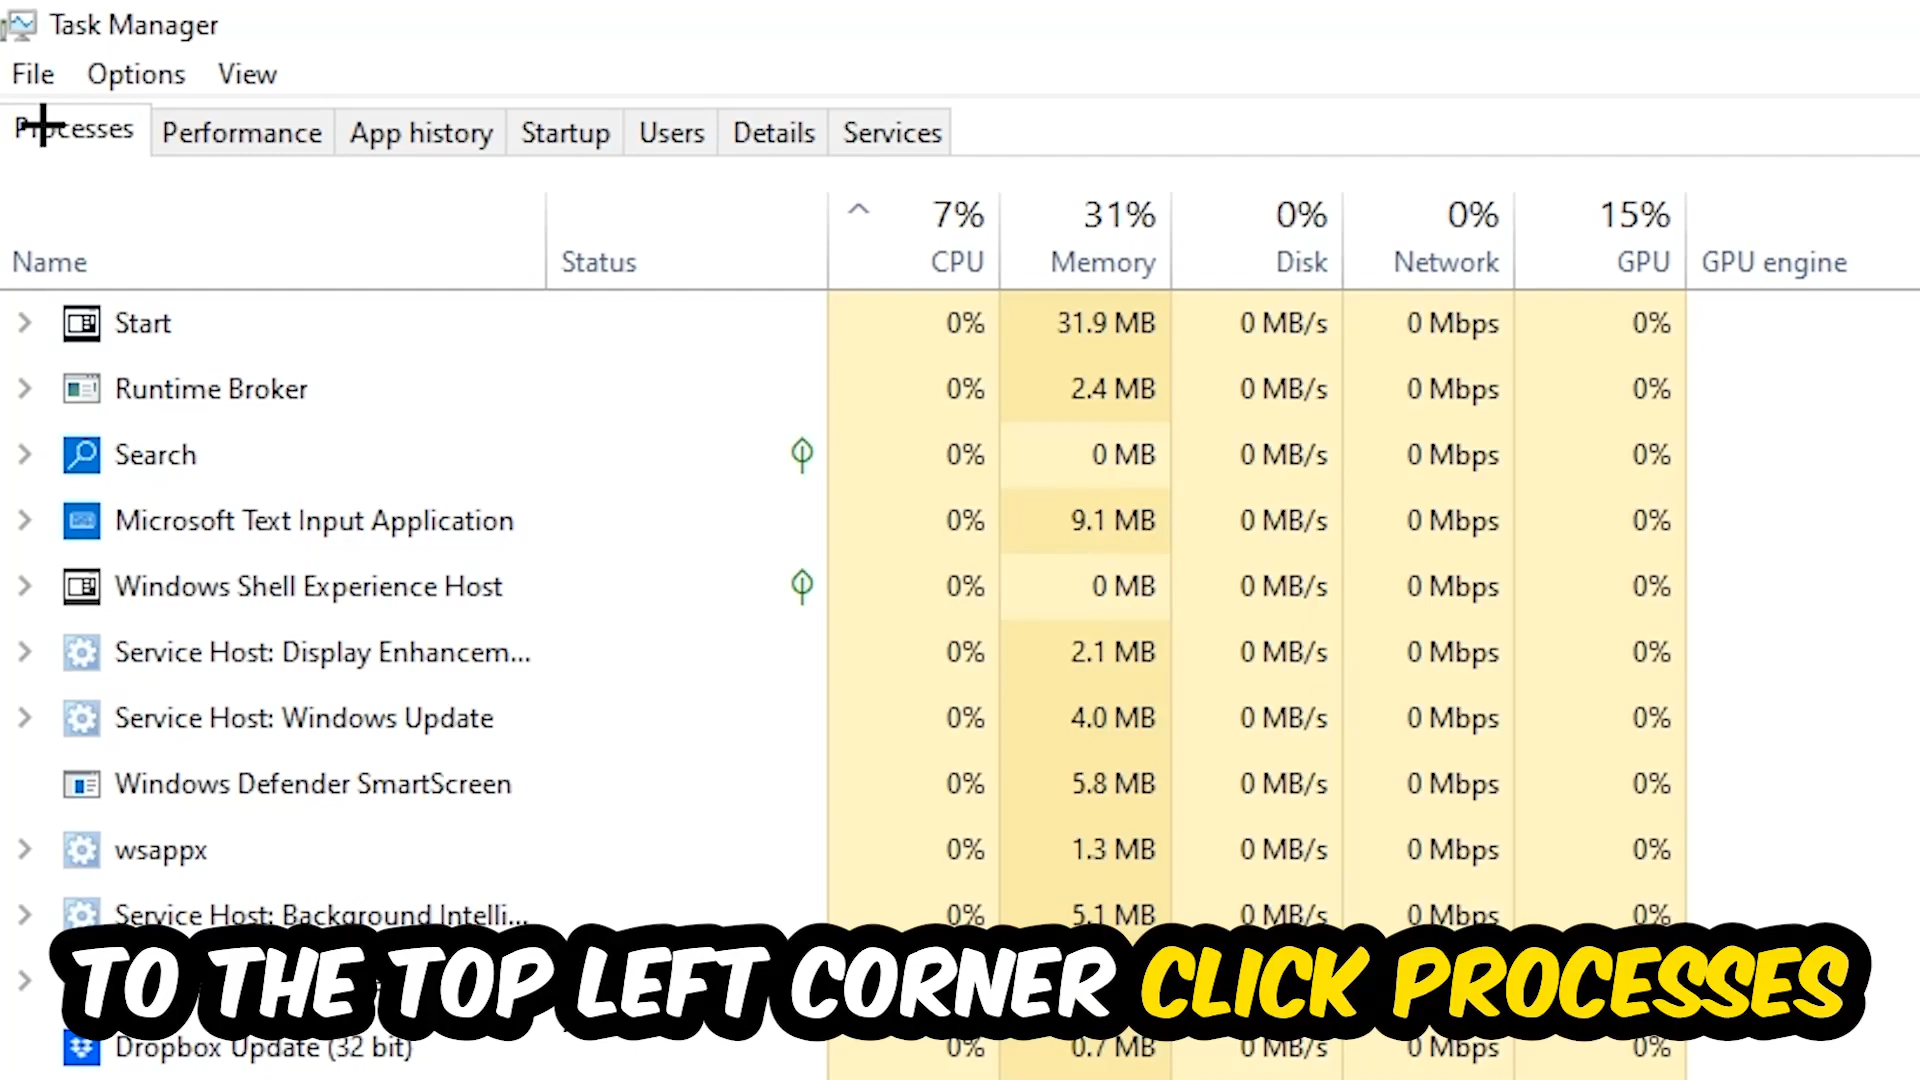 Task Manager
File Options View
Processes Performance App history Startup Users Details Services
7% 31% 0% 0% 15%
Name Status CPU Memory Disk Network GPU GPU engine
Start 0% 31.9 MB 0 MB/s 0 Mbps 0%
Runtime Broker 0% 2.4 MB 0 MB/s 0 Mbps 0%
Search 0% 0 MB 0 MB/s 0 Mbps 0%
Microsoft Text Input Application 0% 9.1 MB 0 MB/s 0 Mbps 0%
Windows Shell Experience Host 0% 0 MB 0 MB/s 0 Mbps 0%
Service Host: Display Enhancem... 0% 2.1 MB 0 MB/s 0 Mbps 0%
Service Host: Windows Update 0% 4.0 MB 0 MB/s 0 Mbps 0%
Windows Defender SmartScreen 0% 5.8 MB 0 MB/s 0 Mbps 0%
wsappx 0% 1.3 MB 0 MB/s 0 Mbps 0%
Service Host: Background Intelli... 0% 5.1 MB 0 MB/s 0 Mbps 0%
TO THE TOP LEFT CORNER CLICK PROCESSES
Dropbox Update (32 bit) 0% 0.7 MB 0 MB/s 0 Mbps 0%